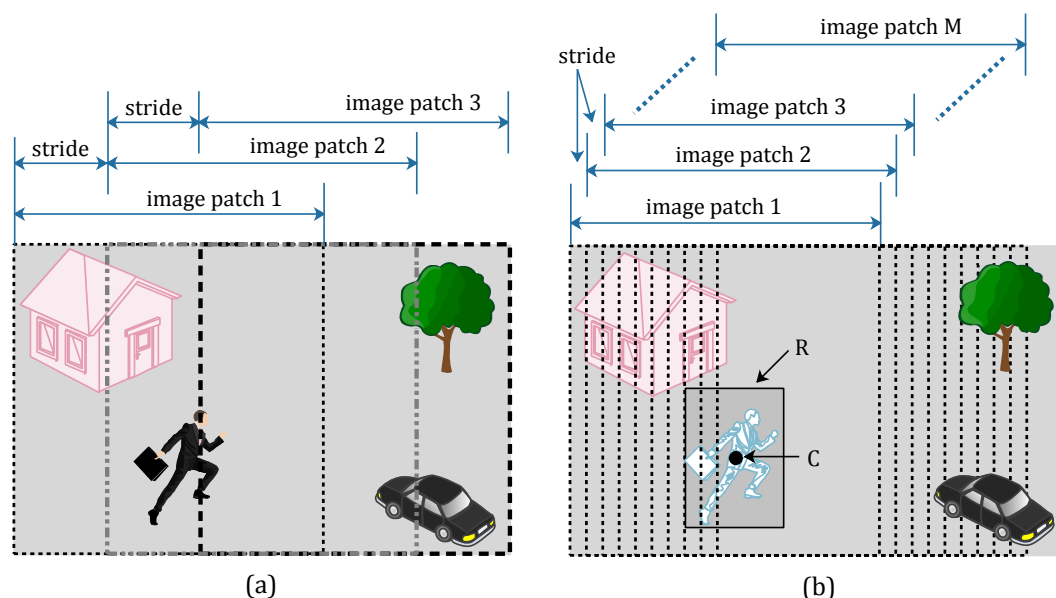 stride
image patch 3
stride
image patch 2
image patch 1
(a)
image patch M
stride
image patch 3
image patch 2
image patch 1
R
C
(b)